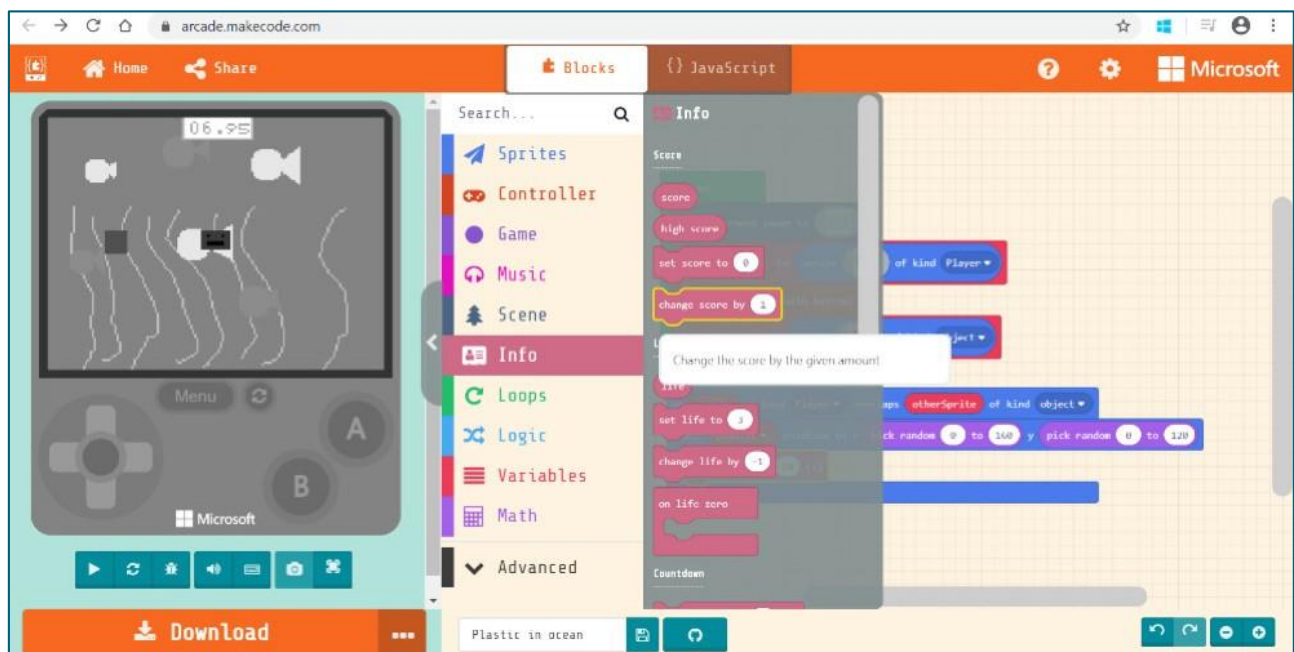 arcade.makecode.com
Home
Share
Blocks
{} JavaScript
Microsoft
06.95
Menu
A
B
Microsoft
Download
Search...
Sprites
Controller
Game
Music
Scene
Info
Loops
Logic
Variables
Math
Advanced
Plastic in ocean
Info
Score
score
high score
set score to 0
change score by 1
Change the score by the given amount
life
set life to 3
change life by -1
on life zero
Countdown
of kind Player
otherSprite of kind object
pick random 0 to 160 y pick random 0 to 120